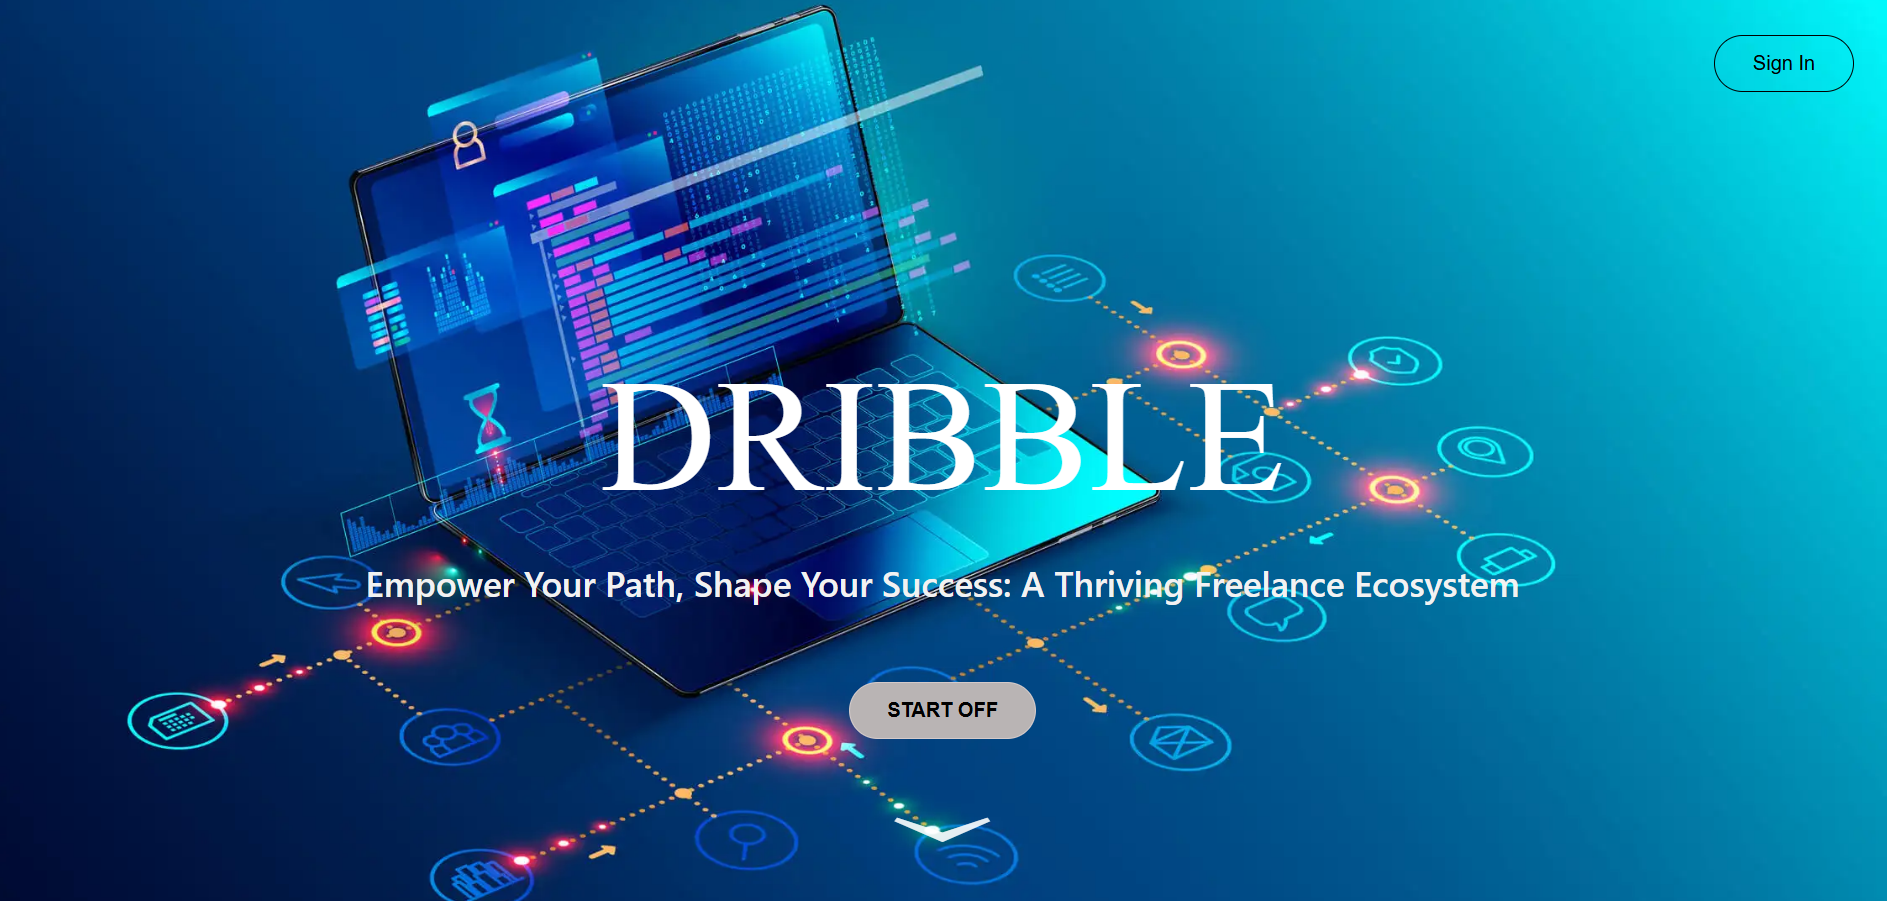 Sign In
DRIBBLE
Empower Your Path, Shape Your Success: A Thriving Freelance Ecosystem
START OFF